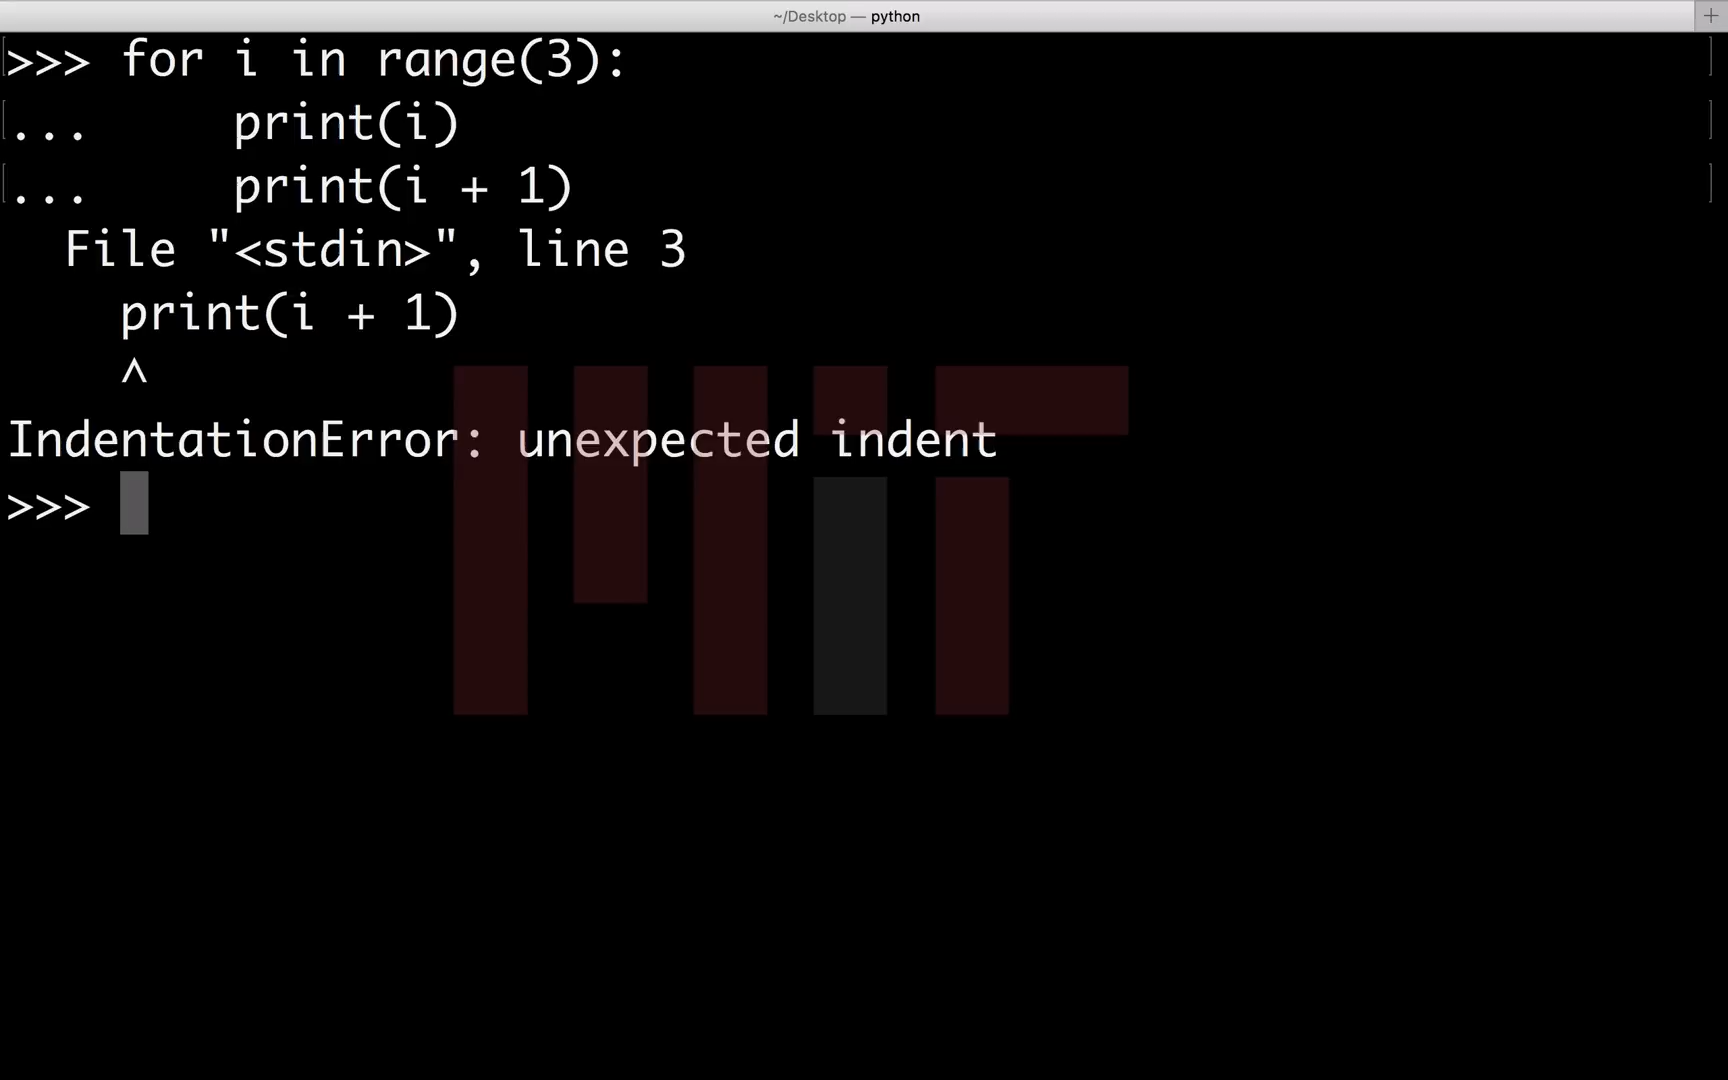 ~/Desktop — python
>>> for i in range(3):
...     print(i)
...     print(i + 1)
  File "<stdin>", line 3
    print(i + 1)
    ^
IndentationError: unexpected indent
>>>